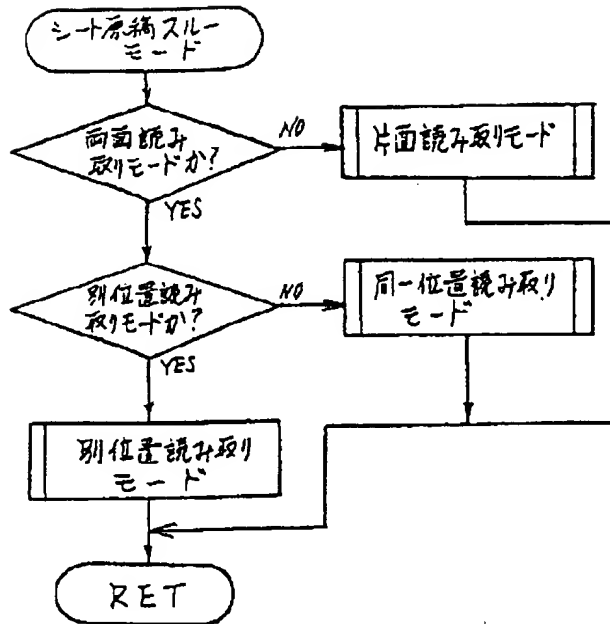 シート原稿スルー
モード
両面読み
取りモードか?
NO
片面読み取りモード
YES
別位置読み
取りモードか?
NO
同一位置読み取り
モード
YES
別位置読み取り
モード
RET